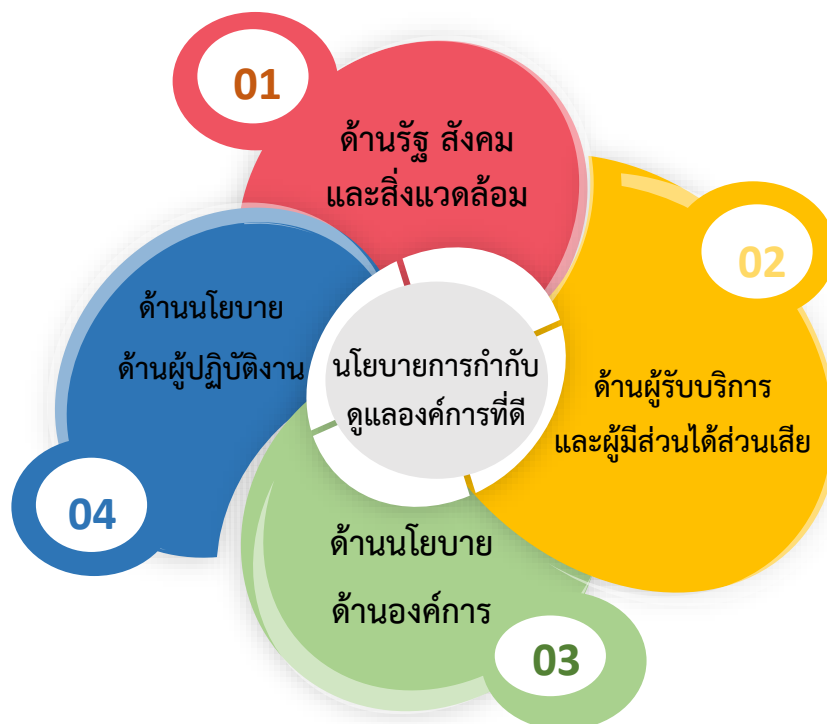 01
ด้านรัฐ สังคม
และสิ่งแวดล้อม
02
ด้านผู้รับบริการ
และผู้มีส่วนได้ส่วนเสีย
03
ด้านนโยบาย
ด้านองค์การ
04
ด้านนโยบาย
ด้านผู้ปฏิบัติงาน
นโยบายการกำกับ
ดูแลองค์การที่ดี